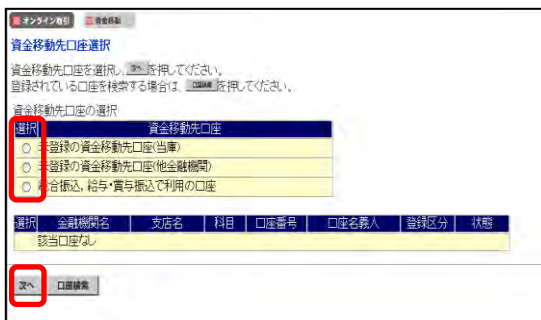 オンライン取引 資金移動
資金移動先口座選択
資金移動先口座を選択し、 次へ を押してください。
登録されている口座を検索する場合は、 口座検索 を押してください。
資金移動先口座の選択
選択 資金移動先口座
未登録の資金移動先口座(当庫)
未登録の資金移動先口座(他金融機関)
総合振込,給与・賞与振込で利用の口座
選択 金融機関名 支店名 科目 口座番号 口座名義人 登録区分 状態
該当口座なし
次へ 口座検索